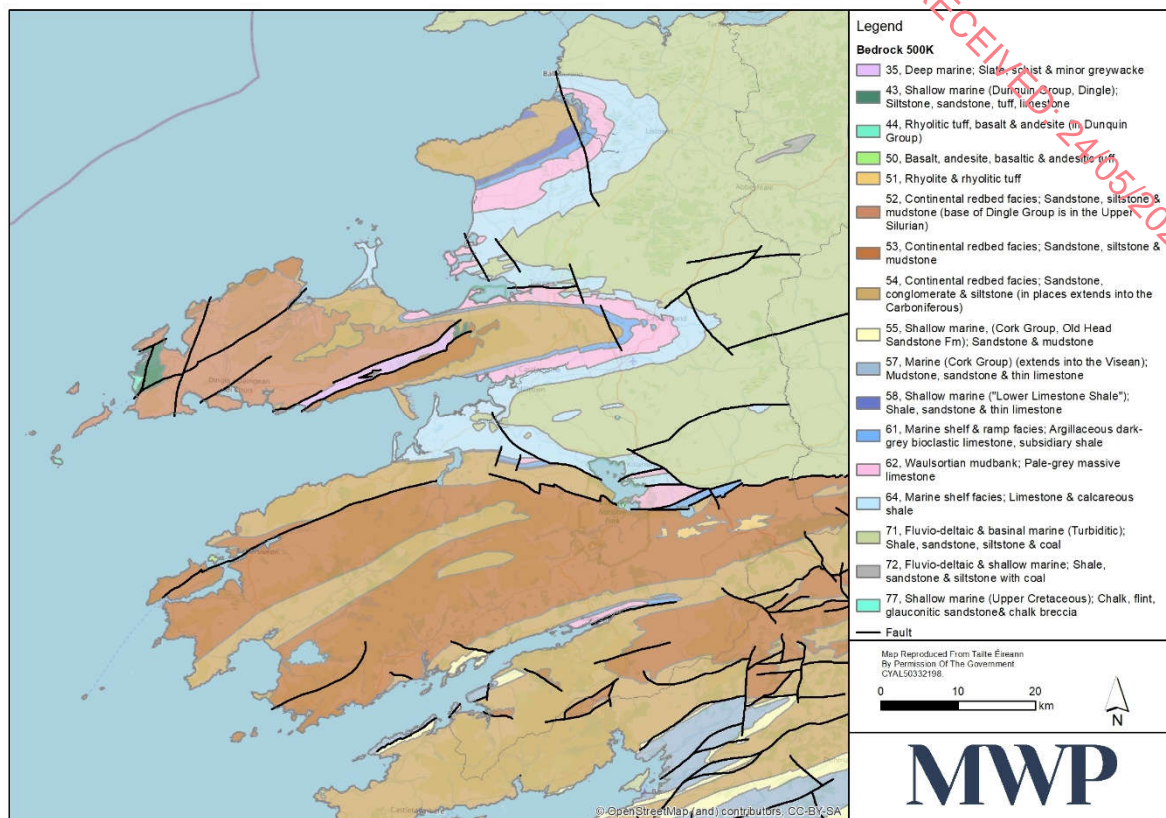 RECEIVED: 24/05/202
Legend
Bedrock 500K
35, Deep marine; Slate, schist & minor greywacke
43, Shallow marine (Dunquin Group, Dingle);
Siltstone, sandstone, tuff, limestone
44, Rhyolitic tuff, basalt & andesite (in Dunquin
Group)
50, Basalt, andesite, basaltic & andesitic tuff
51, Rhyolite & rhyolitic tuff
52, Continental redbed facies; Sandstone, siltstone &
mudstone (base of Dingle Group is in the Upper
Silurian)
53, Continental redbed facies; Sandstone, siltstone &
mudstone
54, Continental redbed facies; Sandstone,
conglomerate & siltstone (in places extends into the
Carboniferous)
55, Shallow marine, (Cork Group, Old Head
Sandstone Fm); Sandstone & mudstone
57, Marine (Cork Group) (extends into the Visean);
Mudstone, sandstone & thin limestone
58, Shallow marine ("Lower Limestone Shale");
Shale, sandstone & thin limestone
61, Marine shelf & ramp facies; Argillaceous dark-
grey bioclastic limestone, subsidiary shale
62, Waulsortian mudbank; Pale-grey massive
limestone
64, Marine shelf facies; Limestone & calcareous
shale
71, Fluvio-deltaic & basinal marine (Turbiditic);
Shale, sandstone, siltstone & coal
72, Fluvio-deltaic & shallow marine; Shale,
sandstone & siltstone with coal
77, Shallow marine (Upper Cretaceous); Chalk, flint,
glauconitic sandstone& chalk breccia
Fault
Map Reproduced From Tailte Éireann
By Permission Of The Government
CYAL50332198.
0 10 20
km
N
MWP
© OpenStreetMap (and) contributors, CC-BY-SA